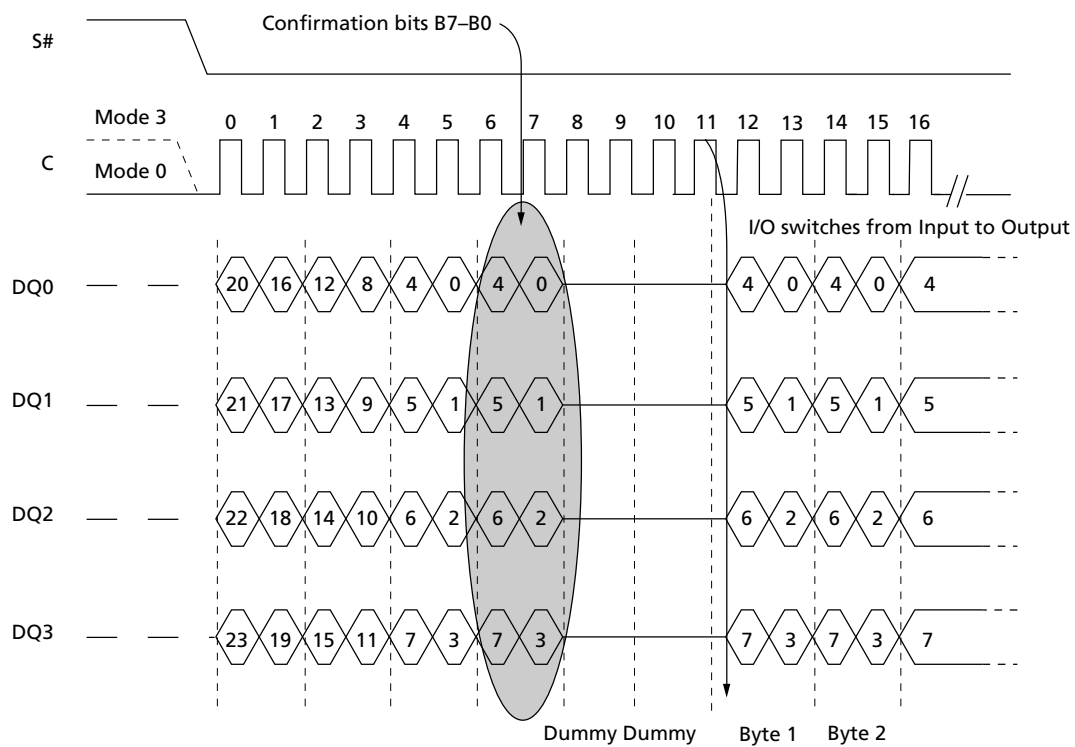 Confirmation bits B7–B0
S#
Mode 3
0 1 2 3 4 5 6 7 8 9 10 11 12 13 14 15 16
C
Mode 0
I/O switches from Input to Output
DQ0 20 16 12 8 4 0 4 0 4 0 4 0 4
DQ1 21 17 13 9 5 1 5 1 5 1 5 1 5
DQ2 22 18 14 10 6 2 6 2 6 2 6 2 6
DQ3 23 19 15 11 7 3 7 3 7 3 7 3 7
Dummy Dummy Byte 1 Byte 2